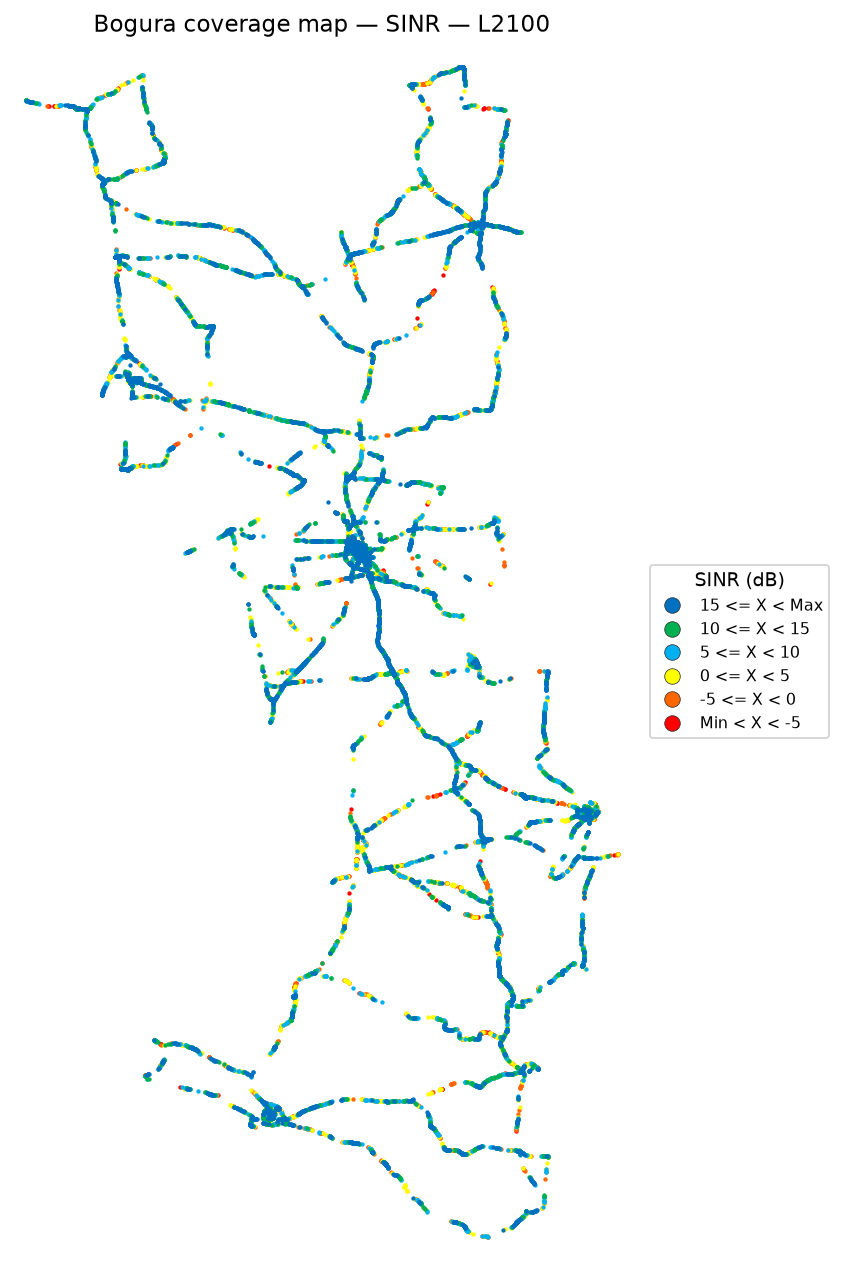 Bogura coverage map — SINR — L2100
SINR (dB)
15 <= X < Max
10 <= X < 15
5 <= X < 10
0 <= X < 5
-5 <= X < 0
Min < X < -5